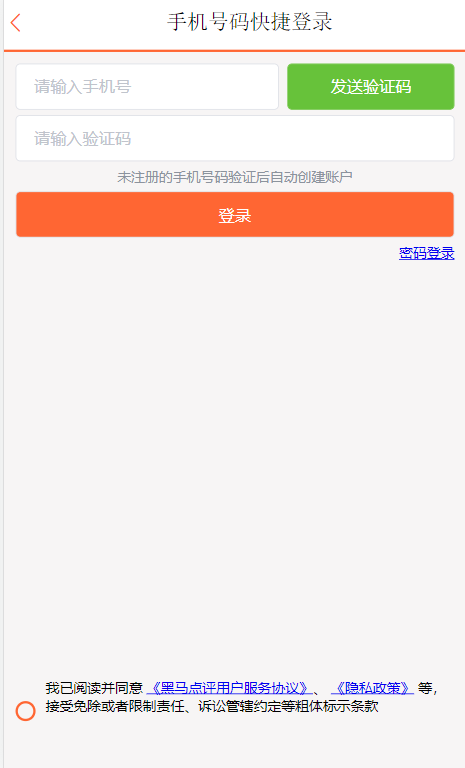 手机号码快捷登录
请输入手机号 发送验证码
请输入验证码
未注册的手机号码验证后自动创建账户
登录
密码登录
我已阅读并同意 《黑马点评用户服务协议》、 《隐私政策》 等,
接受免除或者限制责任、诉讼管辖约定等粗体标示条款